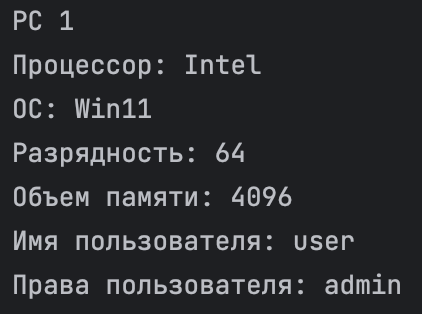 PC 1
Процессор: Intel
ОС: Win11
Разрядность: 64
Объем памяти: 4096
Имя пользователя: user
Права пользователя: admin